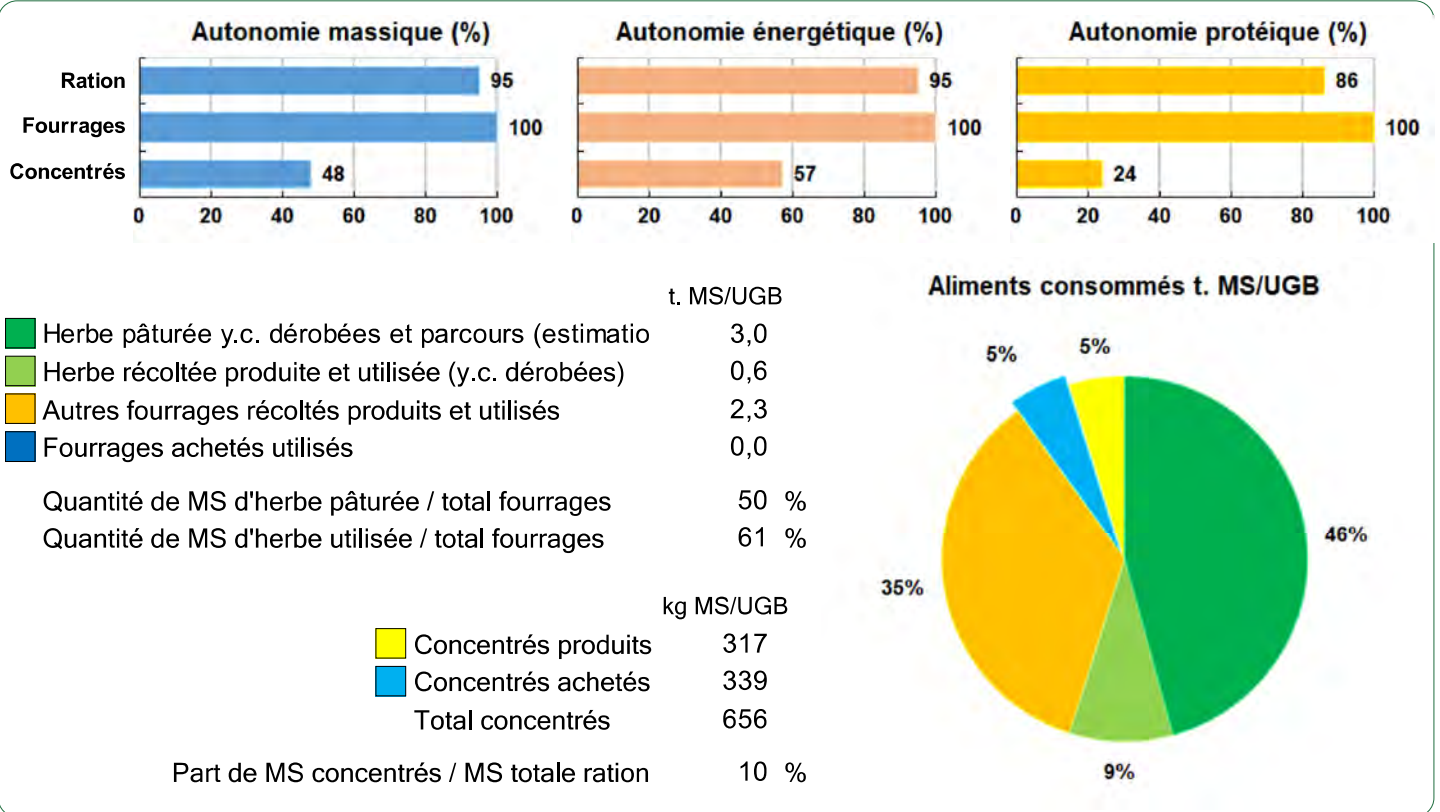 Autonomie massique (%)
Autonomie énergétique (%)
Autonomie protéique (%)
Ration
95
95
86
Fourrages
100
100
100
Concentrés
48
57
24
0 20 40 60 80 100
0 20 40 60 80 100
0 20 40 60 80 100
t. MS/UGB
Herbe pâturée y.c. dérobées et parcours (estimatio 3,0
Herbe récoltée produite et utilisée (y.c. dérobées) 0,6
Autres fourrages récoltés produits et utilisés 2,3
Fourrages achetés utilisés 0,0
Quantité de MS d'herbe pâturée / total fourrages 50 %
Quantité de MS d'herbe utilisée / total fourrages 61 %
kg MS/UGB
Concentrés produits 317
Concentrés achetés 339
Total concentrés 656
Part de MS concentrés / MS totale ration 10 %
Aliments consommés t. MS/UGB
5%
5%
46%
35%
9%